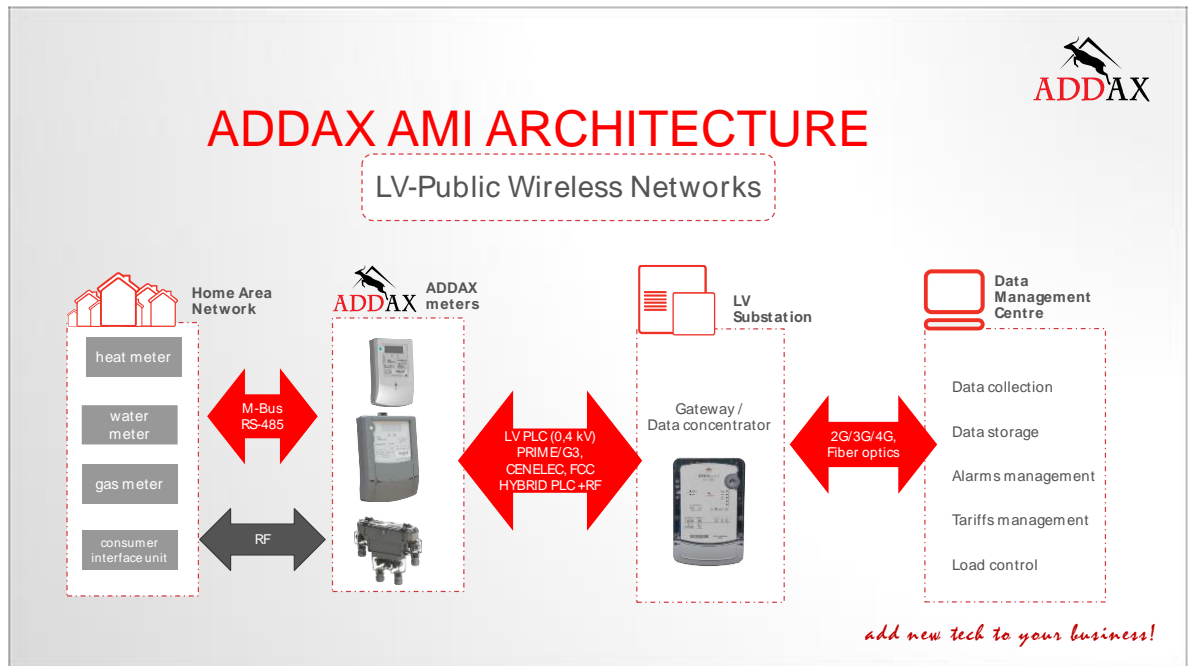 ADDAX
ADDAX AMI ARCHITECTURE
LV-Public Wireless Networks
Home Area
Network
heat meter
water
meter
gas meter
consumer
interface unit
M-Bus
RS-485
RF
ADDAX
ADDAX
meters
LV PLC (0,4 kV)
PRIME/G3,
CENELEC, FCC
HYBRID PLC+RF
LV
Substation
Gateway /
Data concentrator
2G/3G/4G,
Fiber optics
Data
Management
Centre
Data collection
Data storage
Alarms management
Tariffs management
Load control
add new tech to your business!